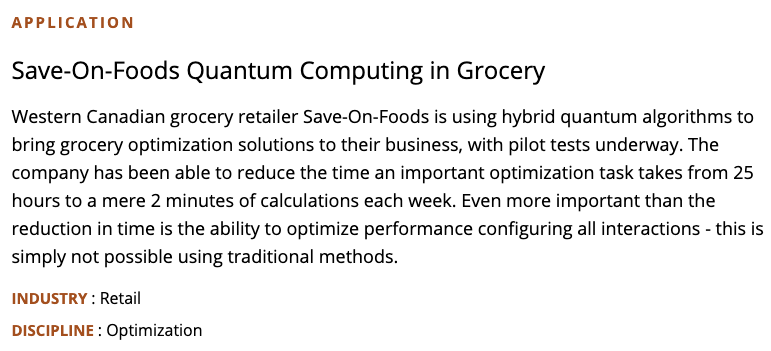 APPLICATION
Save-On-Foods Quantum Computing in Grocery
Western Canadian grocery retailer Save-On-Foods is using hybrid quantum algorithms to
bring grocery optimization solutions to their business, with pilot tests underway. The
company has been able to reduce the time an important optimization task takes from 25
hours to a mere 2 minutes of calculations each week. Even more important than the
reduction in time is the ability to optimize performance configuring all interactions - this is
simply not possible using traditional methods.
INDUSTRY : Retail
DISCIPLINE : Optimization